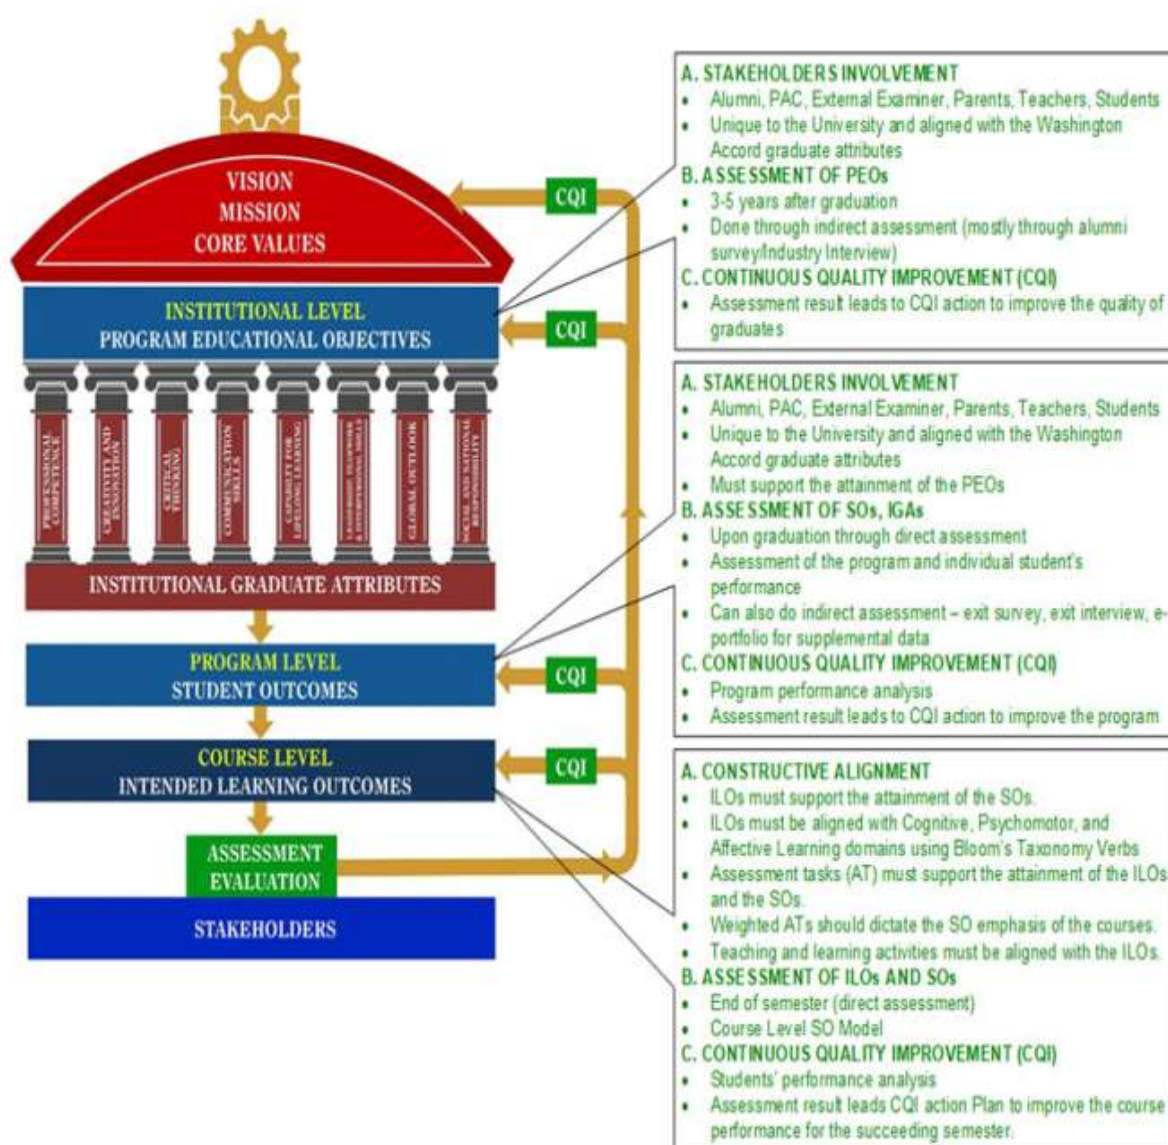 VISION
MISSION
CORE VALUES
INSTITUTIONAL LEVEL
PROGRAM EDUCATIONAL OBJECTIVES
PROFESSIONAL
COMPETENCE
CREATIVITY AND
INNOVATION
CRITICAL
THINKING
COMMUNICATION
SKILLS
CAPABILITY FOR
LIFELONG LEARNING
LEADERSHIP, TEAMWORK
& INTERPERSONAL SKILLS
GLOBAL OUTLOOK
SOCIAL AND NATIONAL
RESPONSIBILITY
INSTITUTIONAL GRADUATE ATTRIBUTES
PROGRAM LEVEL
STUDENT OUTCOMES
COURSE LEVEL
INTENDED LEARNING OUTCOMES
ASSESSMENT
EVALUATION
STAKEHOLDERS
CQI
CQI
CQI
CQI
A. STAKEHOLDERS INVOLVEMENT
• Alumni, PAC, External Examiner, Parents, Teachers, Students
• Unique to the University and aligned with the Washington
Accord graduate attributes
B. ASSESSMENT OF PEOs
• 3-5 years after graduation
• Done through indirect assessment (mostly through alumni
survey/Industry Interview)
C. CONTINUOUS QUALITY IMPROVEMENT (CQI)
• Assessment result leads to CQI action to improve the quality of
graduates
A. STAKEHOLDERS INVOLVEMENT
• Alumni, PAC, External Examiner, Parents, Teachers, Students
• Unique to the University and aligned with the Washington
Accord graduate attributes
• Must support the attainment of the PEOs
B. ASSESSMENT OF SOs, IGAs
• Upon graduation through direct assessment
• Assessment of the program and individual student's
performance
• Can also do indirect assessment – exit survey, exit interview, e-
portfolio for supplemental data
C. CONTINUOUS QUALITY IMPROVEMENT (CQI)
• Program performance analysis
• Assessment result leads to CQI action to improve the program
A. CONSTRUCTIVE ALIGNMENT
• ILOs must support the attainment of the SOs.
• ILOs must be aligned with Cognitive, Psychomotor, and
Affective Learning domains using Bloom's Taxonomy Verbs
• Assessment tasks (AT) must support the attainment of the ILOs
and the SOs.
• Weighted ATs should dictate the SO emphasis of the courses.
• Teaching and learning activities must be aligned with the ILOs.
B. ASSESSMENT OF ILOs AND SOs
• End of semester (direct assessment)
• Course Level SO Model
C. CONTINUOUS QUALITY IMPROVEMENT (CQI)
• Students' performance analysis
• Assessment result leads CQI action Plan to improve the course
performance for the succeeding semester.